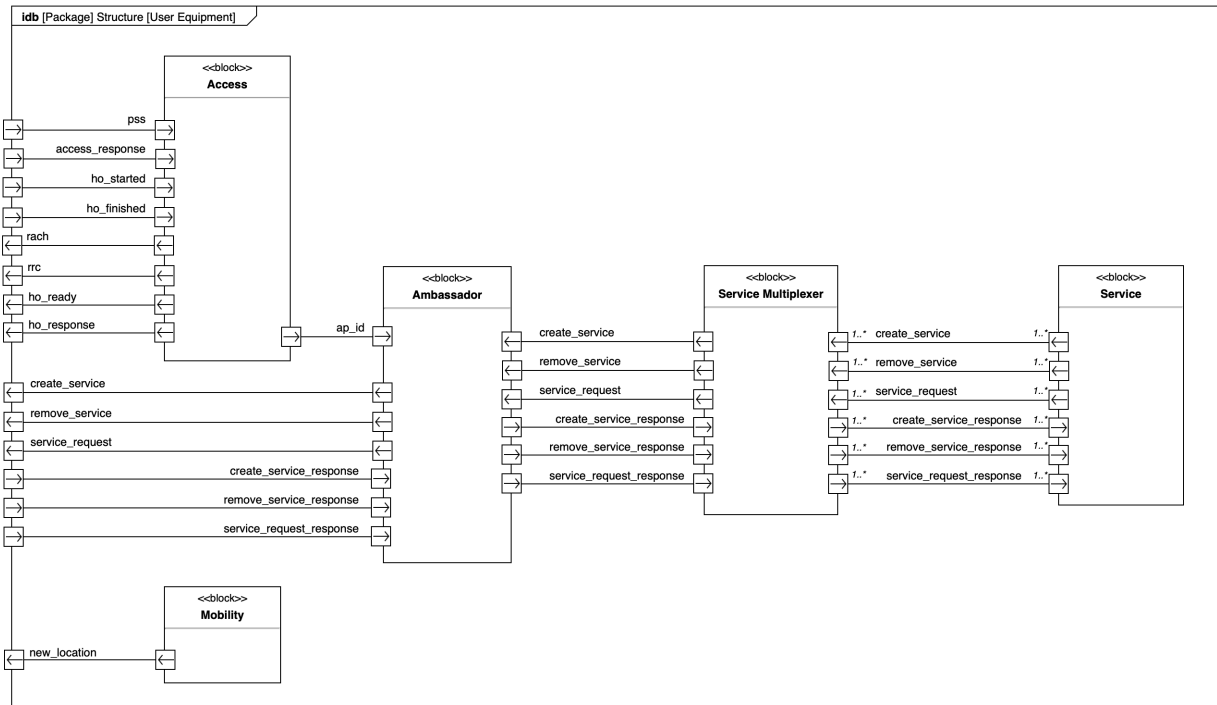 idb [Package] Structure [User Equipment]
<<block>>
Access
pss
access_response
ho_started
ho_finished
rach
rrc
ho_ready
ho_response
ap_id
<<block>>
Ambassador
create_service
remove_service
service_request
create_service_response
remove_service_response
service_request_response
create_service
remove_service
service_request
create_service_response
remove_service_response
service_request_response
<<block>>
Service Multiplexer
1..* create_service 1..*
1..* remove_service 1..*
1..* service_request 1..*
1..* create_service_response 1..*
1..* remove_service_response 1..*
1..* service_request_response 1..*
<<block>>
Service
<<block>>
Mobility
new_location